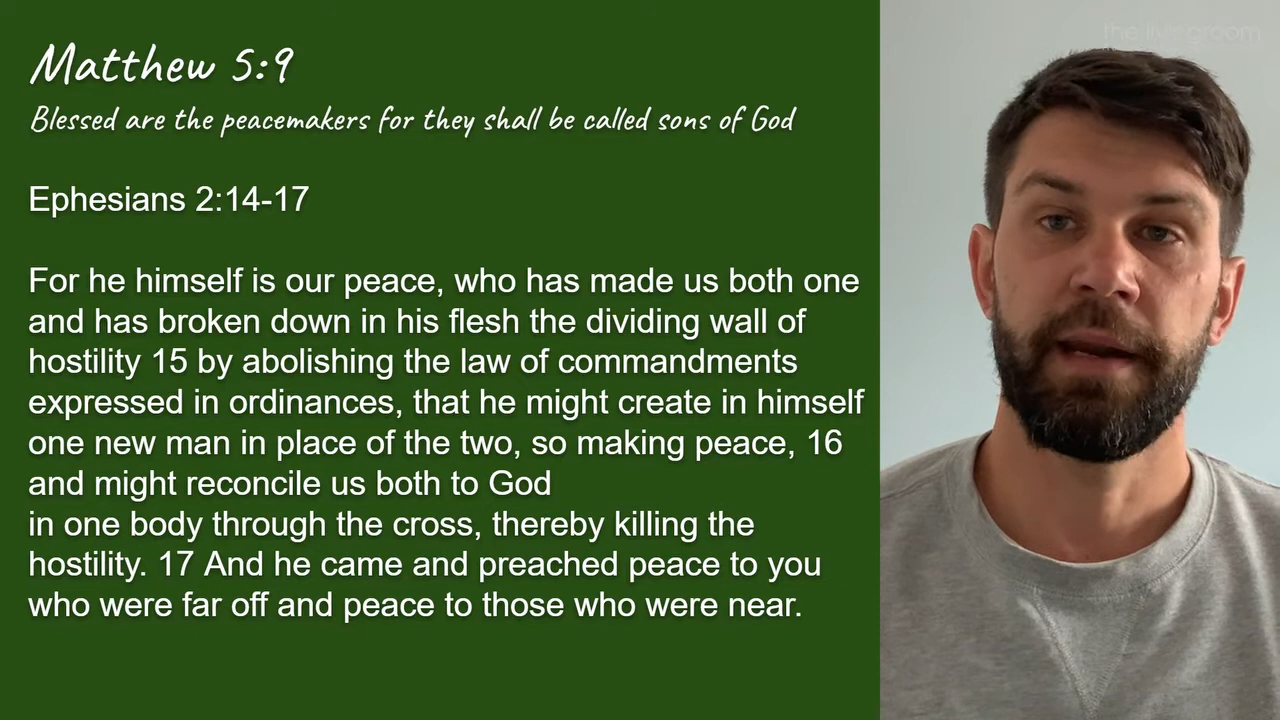 Matthew 5:9
Blessed are the peacemakers for they shall be called sons of God
Ephesians 2:14-17
For he himself is our peace, who has made us both one
and has broken down in his flesh the dividing wall of
hostility 15 by abolishing the law of commandments
expressed in ordinances, that he might create in himself
one new man in place of the two, so making peace, 16
and might reconcile us both to God
in one body through the cross, thereby killing the
hostility. 17 And he came and preached peace to you
who were far off and peace to those who were near.